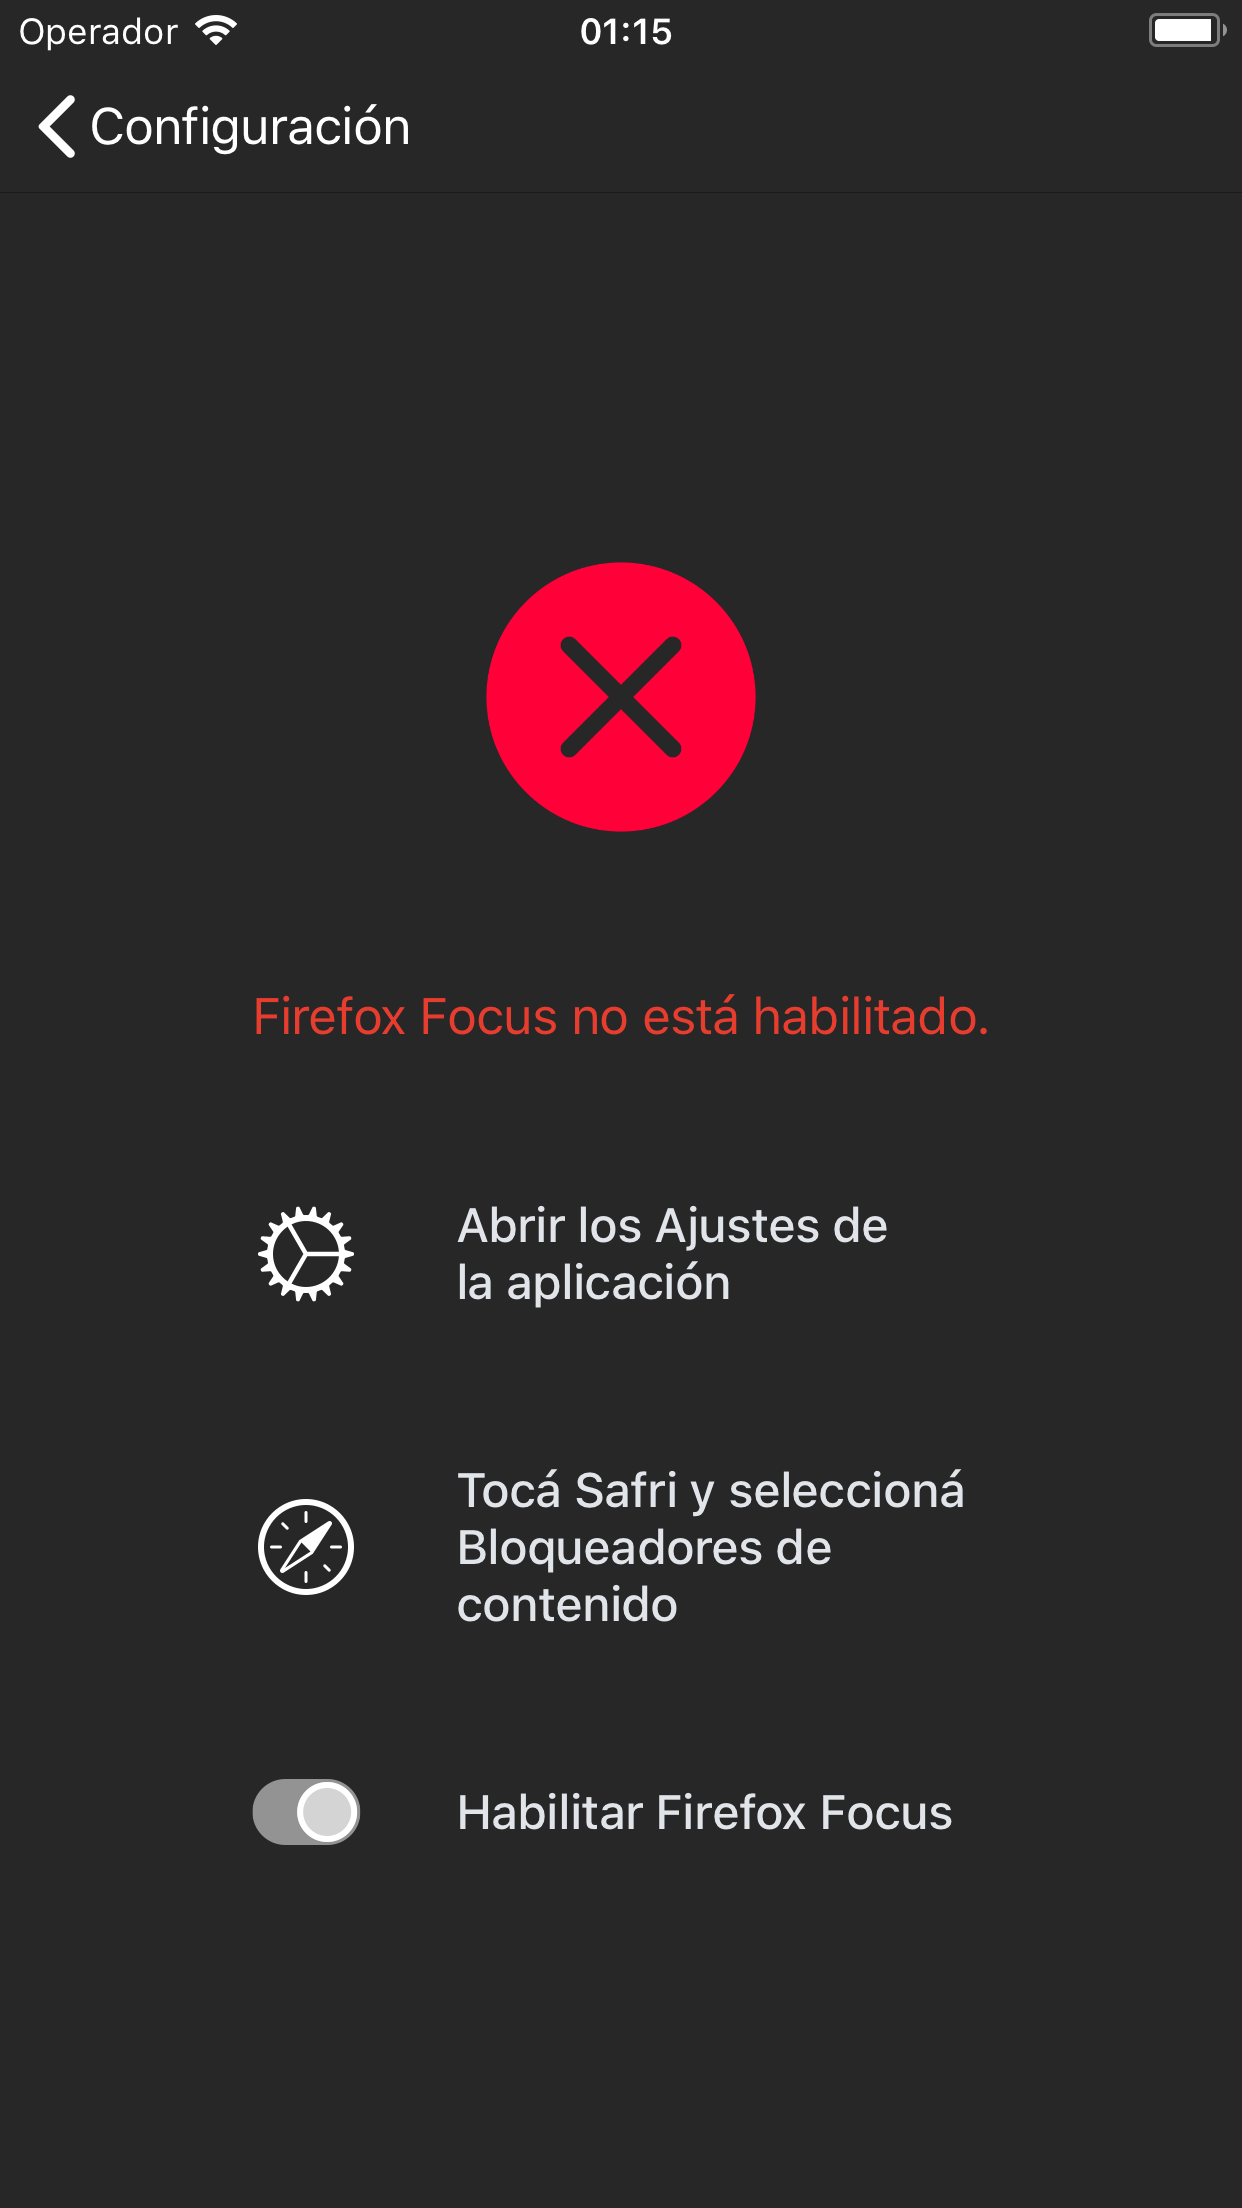 Operador
01:15
Configuración
Firefox Focus no está habilitado.
Abrir los Ajustes de
la aplicación
Tocá Safri y seleccioná
Bloqueadores de
contenido
Habilitar Firefox Focus